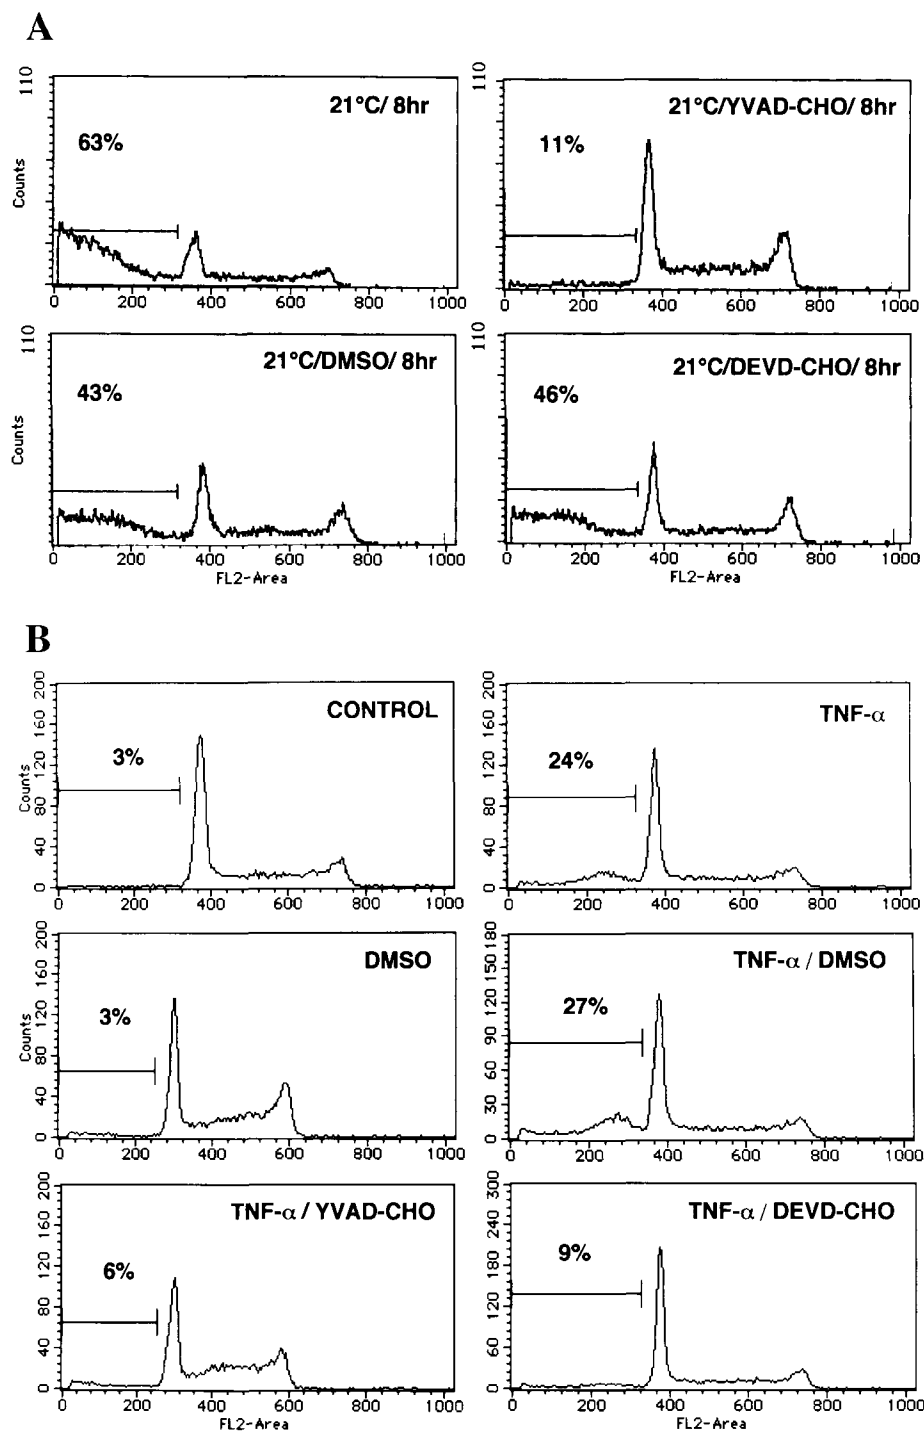 A
110
Counts
63%
21°C/ 8hr
0 200 400 600 800 1000
110
11%
21°C/YVAD-CHO/ 8hr
0 200 400 600 800 1000
110
Counts
43%
21°C/DMSO/ 8hr
0 200 400 600 800 1000
FL2-Area
110
46%
21°C/DEVD-CHO/ 8hr
0 200 400 600 800 1000
FL2-Area
B
200
160
120
80
40
0
Counts
3%
CONTROL
0 200 400 600 800 1000
200
160
120
80
40
0
24%
TNF-α
0 200 400 600 800 1000
200
160
120
80
40
0
Counts
3%
DMSO
0 200 400 600 800 1000
180
150
120
90
60
30
0
27%
TNF-α / DMSO
0 200 400 600 800 1000
200
160
120
80
40
0
6%
TNF-α / YVAD-CHO
0 200 400 600 800 1000
FL2-Area
300
240
180
120
60
0
9%
TNF-α / DEVD-CHO
0 200 400 600 800 1000
FL2-Area